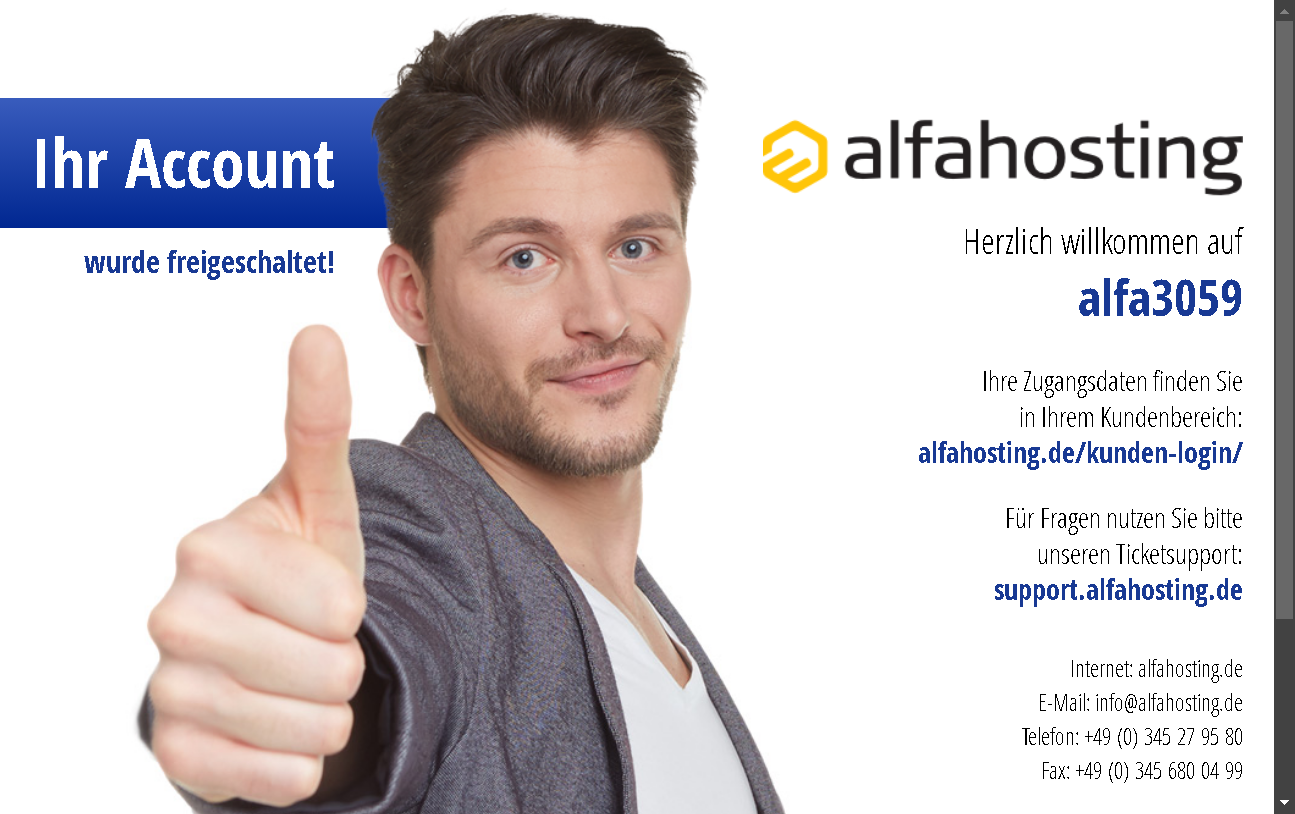 Ihr Account
wurde freigeschaltet!
alfahosting
Herzlich willkommen auf
alfa3059
Ihre Zugangsdaten finden Sie
in Ihrem Kundenbereich:
alfahosting.de/kunden-login/
Für Fragen nutzen Sie bitte
unseren Ticketsupport:
support.alfahosting.de
Internet: alfahosting.de
E-Mail: info@alfahosting.de
Telefon: +49 (0) 345 27 95 80
Fax: +49 (0) 345 680 04 99